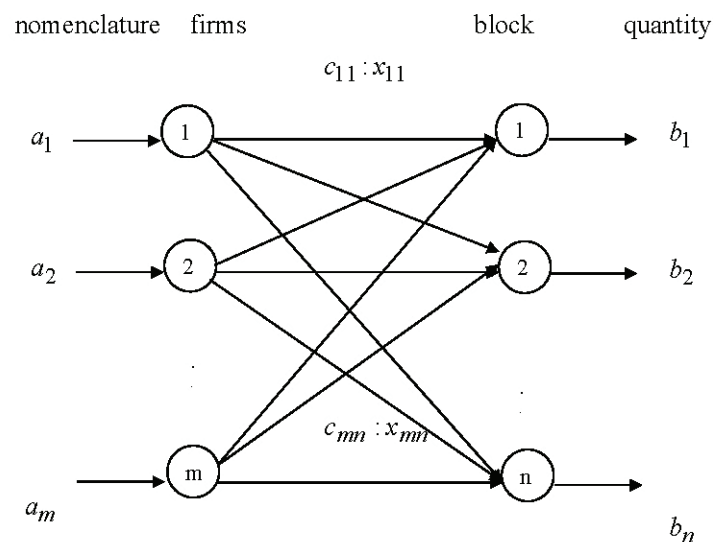 nomenclature firms block quantity
c11 : x11
a1 1 1 b1
a2 2 2 b2
cmn : xmn
m n
am bn